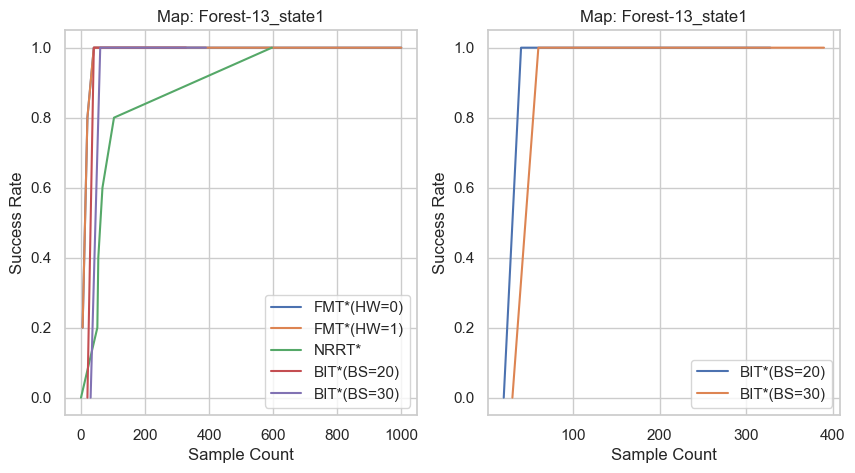 Map: Forest-13_state1
1.0
0.8
0.6
0.4
0.2
0.0
Success Rate
0
200
400
600
800
1000
Sample Count
FMT*(HW=0)
FMT*(HW=1)
NRRT*
BIT*(BS=20)
BIT*(BS=30)
Map: Forest-13_state1
1.0
0.8
0.6
0.4
0.2
0.0
Success Rate
100
200
300
400
Sample Count
BIT*(BS=20)
BIT*(BS=30)